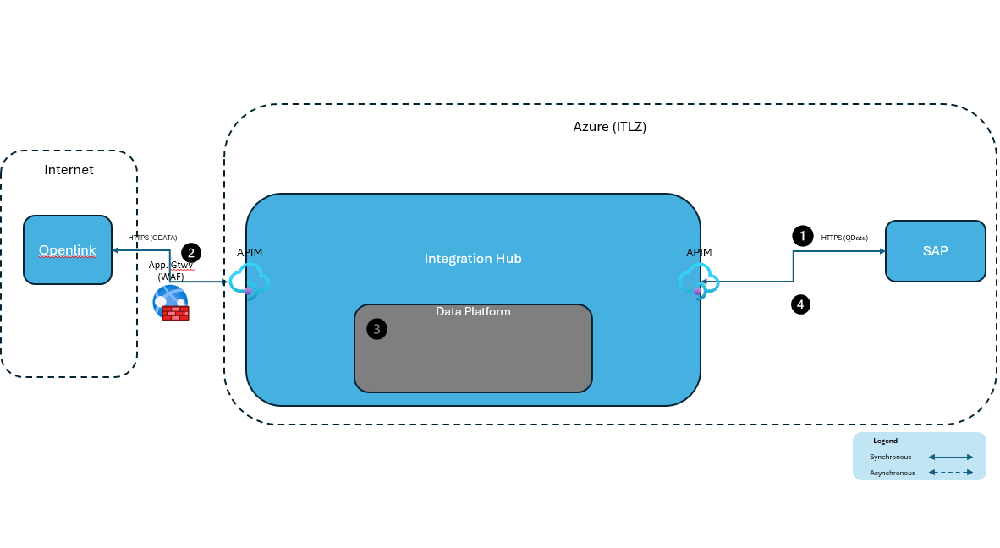 Azure (ITLZ)
Internet
Openlink
HTTPS (ODATA)
2
App. Gtwy
(WAF)
APIM
Integration Hub
Data Platform
3
APIM
1
HTTPS (QData)
SAP
4
Legend
Synchronous
Asynchronous